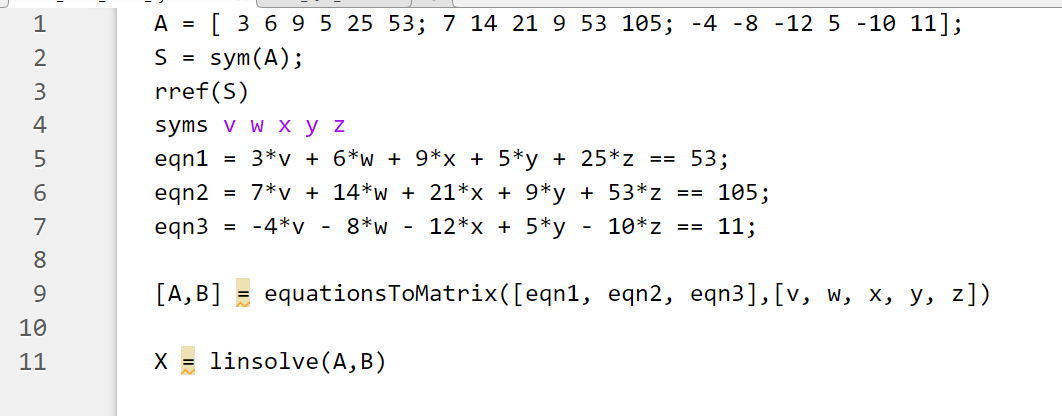 1 A = [ 3 6 9 5 25 53; 7 14 21 9 53 105; -4 -8 -12 5 -10 11];
2 S = sym(A);
3 rref(S)
4 syms v w x y z
5 eqn1 = 3*v + 6*w + 9*x + 5*y + 25*z == 53;
6 eqn2 = 7*v + 14*w + 21*x + 9*y + 53*z == 105;
7 eqn3 = -4*v - 8*w - 12*x + 5*y - 10*z == 11;
8
9 [A,B] = equationsToMatrix([eqn1, eqn2, eqn3],[v, w, x, y, z])
10
11 X = linsolve(A,B)